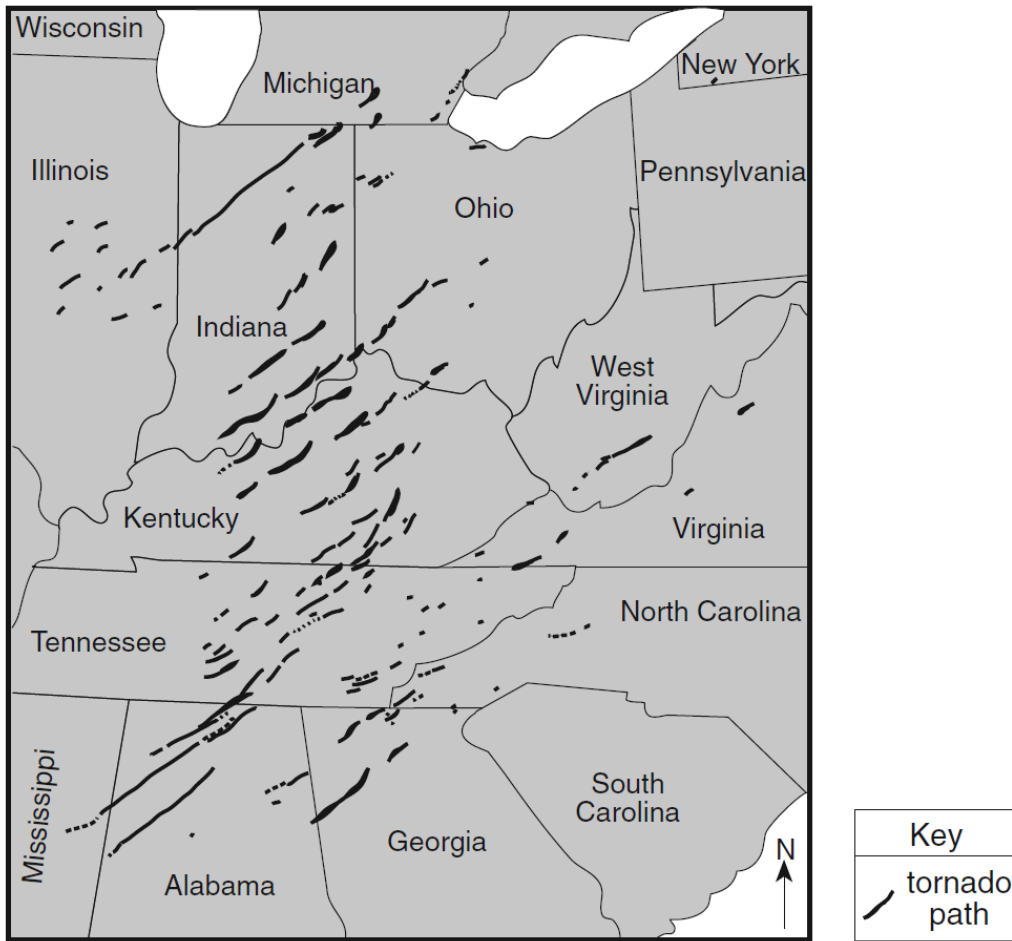 Wisconsin
Michigan
New York
Illinois
Pennsylvania
Ohio
Indiana
West
Virginia
Kentucky
Virginia
North Carolina
Tennessee
Mississippi
South
Carolina
Georgia
Alabama
N
Key
tornado
path